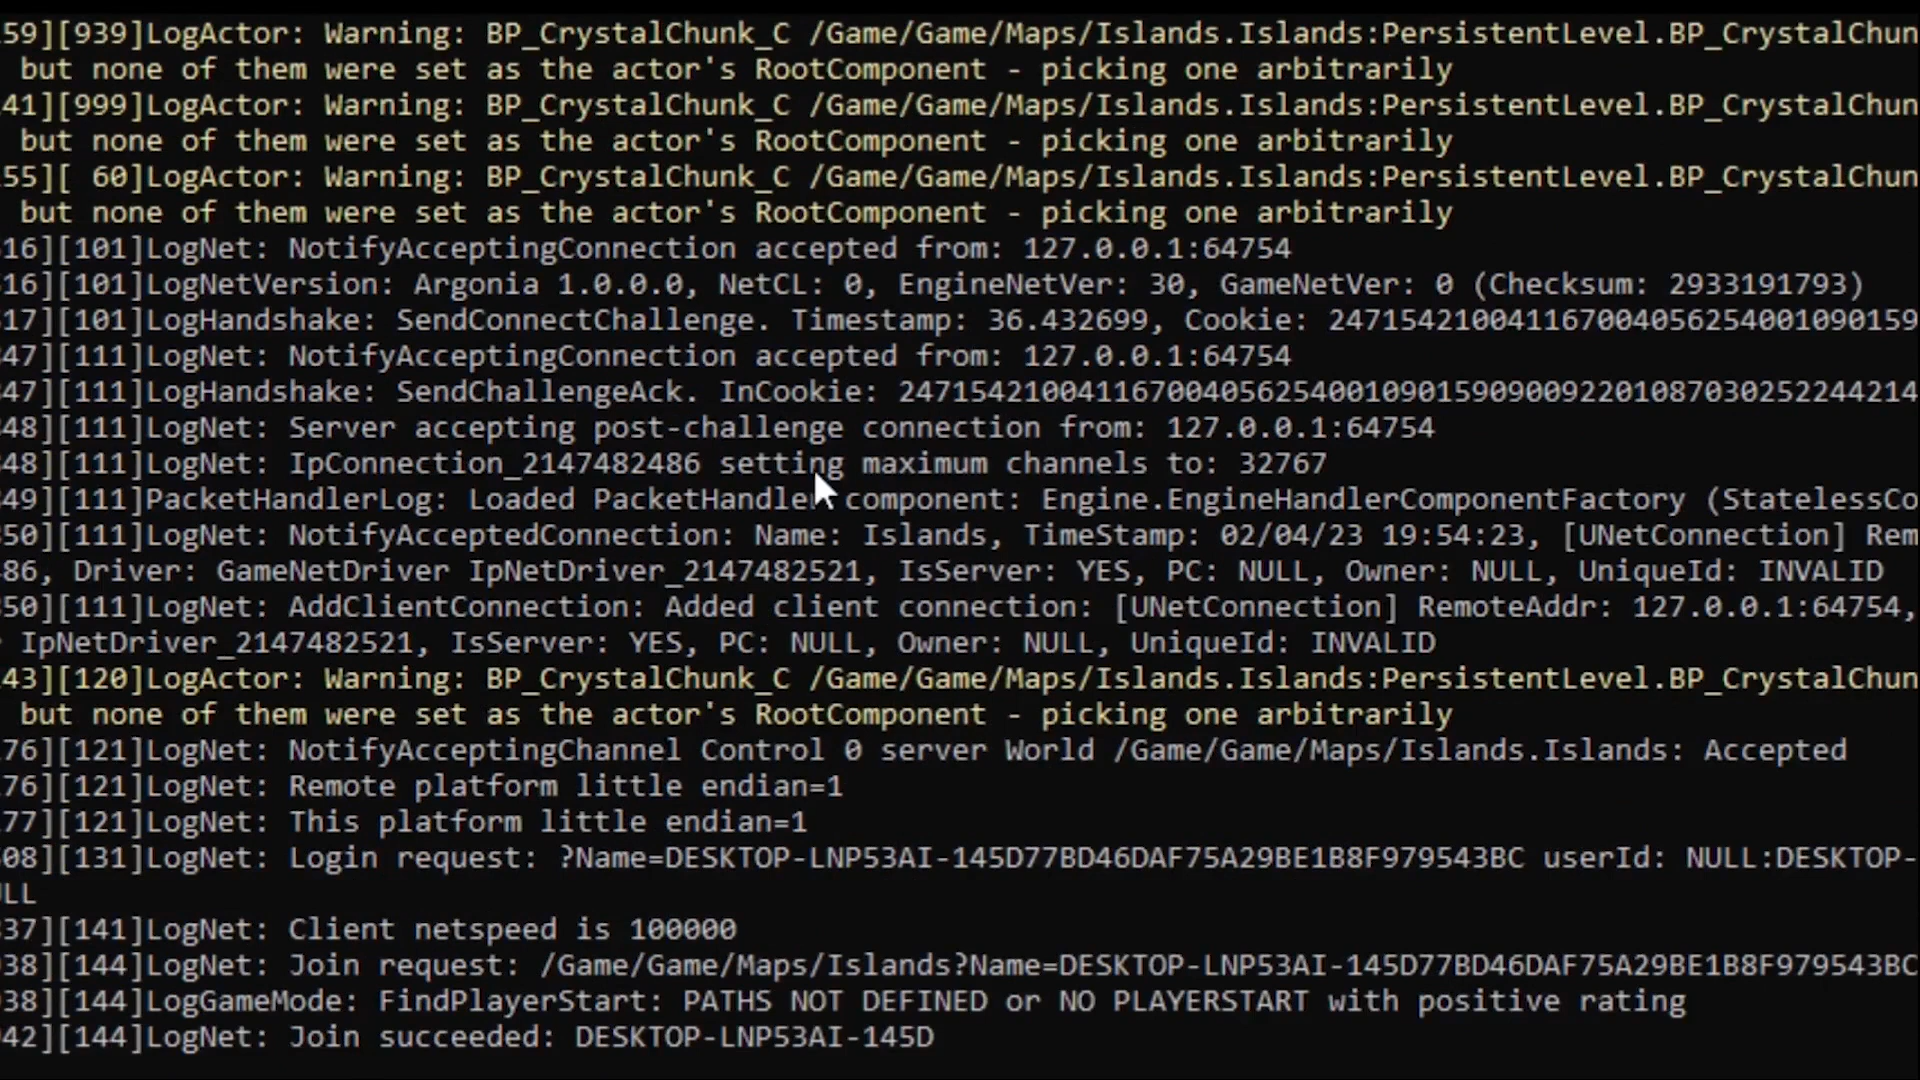 59][939]LogActor: Warning: BP_CrystalChunk_C /Game/Game/Maps/Islands.Islands:PersistentLevel.BP_CrystalChun
but none of them were set as the actor's RootComponent - picking one arbitrarily
41][999]LogActor: Warning: BP_CrystalChunk_C /Game/Game/Maps/Islands.Islands:PersistentLevel.BP_CrystalChun
but none of them were set as the actor's RootComponent - picking one arbitrarily
55][ 60]LogActor: Warning: BP_CrystalChunk_C /Game/Game/Maps/Islands.Islands:PersistentLevel.BP_CrystalChun
but none of them were set as the actor's RootComponent - picking one arbitrarily
16][101]LogNet: NotifyAcceptingConnection accepted from: 127.0.0.1:64754
16][101]LogNetVersion: Argonia 1.0.0.0, NetCL: 0, EngineNetVer: 30, GameNetVer: 0 (Checksum: 2933191793)
17][101]LogHandshake: SendConnectChallenge. Timestamp: 36.432699, Cookie: 247154210041167004056254001090159
47][111]LogNet: NotifyAcceptingConnection accepted from: 127.0.0.1:64754
47][111]LogHandshake: SendChallengeAck. InCookie: 247154210041167004056254001090159090092201087030252244214
48][111]LogNet: Server accepting post-challenge connection from: 127.0.0.1:64754
48][111]LogNet: IpConnection_2147482486 setting maximum channels to: 32767
49][111]PacketHandlerLog: Loaded PacketHandler component: Engine.EngineHandlerComponentFactory (StatelessCo
50][111]LogNet: NotifyAcceptedConnection: Name: Islands, TimeStamp: 02/04/23 19:54:23, [UNetConnection] Rem
86, Driver: GameNetDriver IpNetDriver_2147482521, IsServer: YES, PC: NULL, Owner: NULL, UniqueId: INVALID
50][111]LogNet: AddClientConnection: Added client connection: [UNetConnection] RemoteAddr: 127.0.0.1:64754,
IpNetDriver_2147482521, IsServer: YES, PC: NULL, Owner: NULL, UniqueId: INVALID
43][120]LogActor: Warning: BP_CrystalChunk_C /Game/Game/Maps/Islands.Islands:PersistentLevel.BP_CrystalChun
but none of them were set as the actor's RootComponent - picking one arbitrarily
76][121]LogNet: NotifyAcceptingChannel Control 0 server World /Game/Game/Maps/Islands.Islands: Accepted
76][121]LogNet: Remote platform little endian=1
77][121]LogNet: This platform little endian=1
08][131]LogNet: Login request: ?Name=DESKTOP-LNP53AI-145D77BD46DAF75A29BE1B8F979543BC userId: NULL:DESKTOP-
LL
37][141]LogNet: Client netspeed is 100000
38][144]LogNet: Join request: /Game/Game/Maps/Islands?Name=DESKTOP-LNP53AI-145D77BD46DAF75A29BE1B8F979543BC
38][144]LogGameMode: FindPlayerStart: PATHS NOT DEFINED or NO PLAYERSTART with positive rating
42][144]LogNet: Join succeeded: DESKTOP-LNP53AI-145D